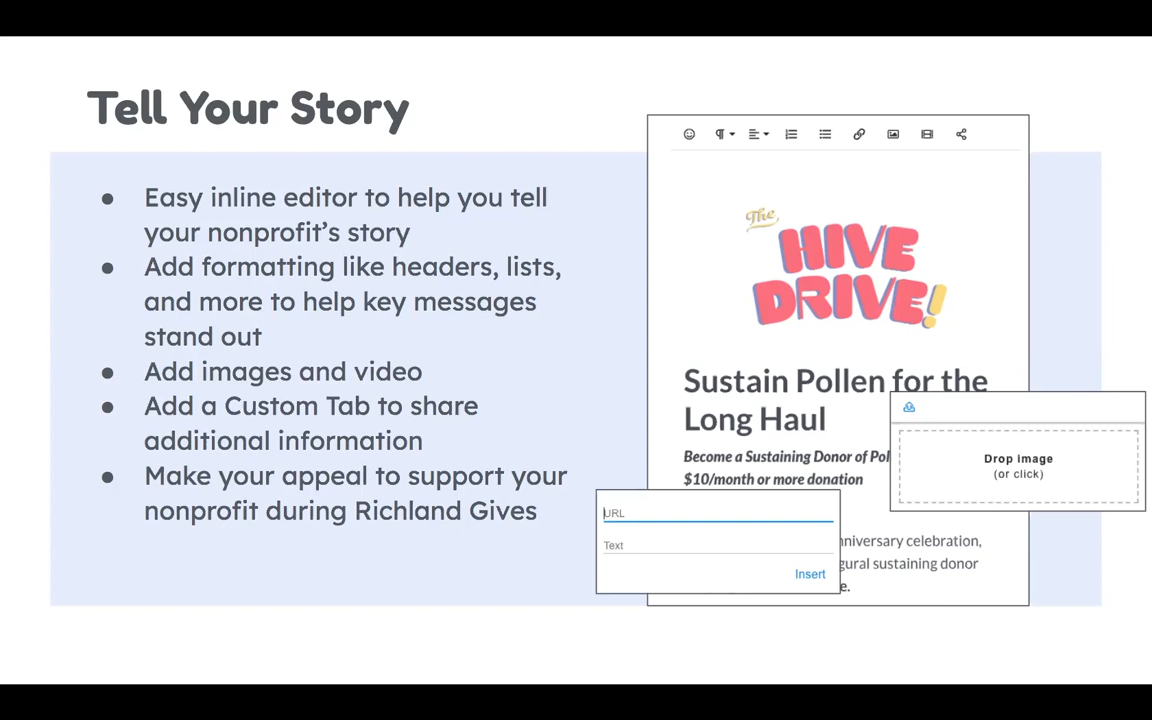 Tell Your Story
● Easy inline editor to help you tell
your nonprofit’s story
● Add formatting like headers, lists,
and more to help key messages
stand out
● Add images and video
● Add a Custom Tab to share
additional information
● Make your appeal to support your
nonprofit during Richland Gives
The
HIVE
DRIVE!
Sustain Pollen for the
Long Haul
Become a Sustaining Donor of
$10/month or more donation
Drop image
(or click)
URL
Text
Insert
celebration,
sustaining donor